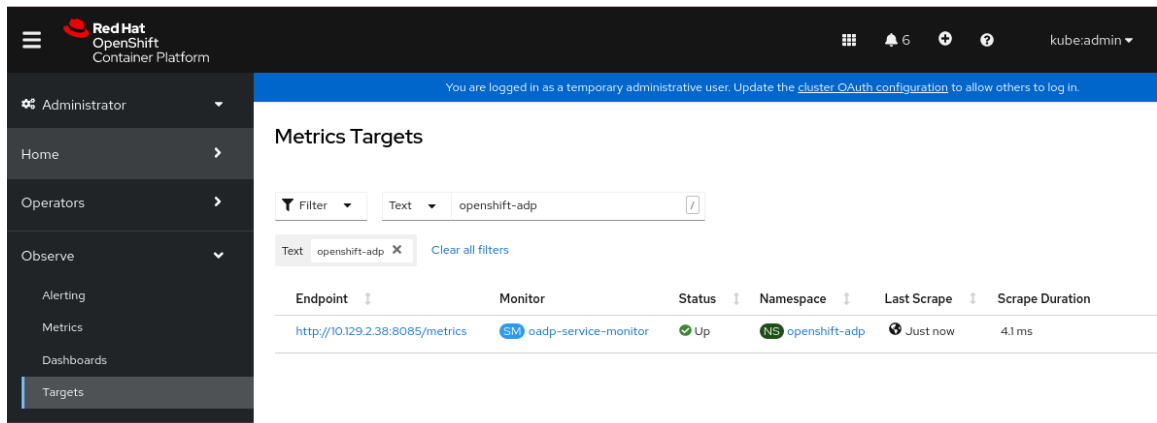 Red Hat
OpenShift
Container Platform
6
kube:admin
Administrator
You are logged in as a temporary administrative user. Update the cluster OAuth configuration to allow others to log in.
Home
Operators
Observe
Alerting
Metrics
Dashboards
Targets
Metrics Targets
Filter Text openshift-adp /
Text openshift-adp Clear all filters
Endpoint Monitor Status Namespace Last Scrape Scrape Duration
http://10.129.2.38:8085/metrics SM oadp-service-monitor Up NS openshift-adp Just now 4.1 ms